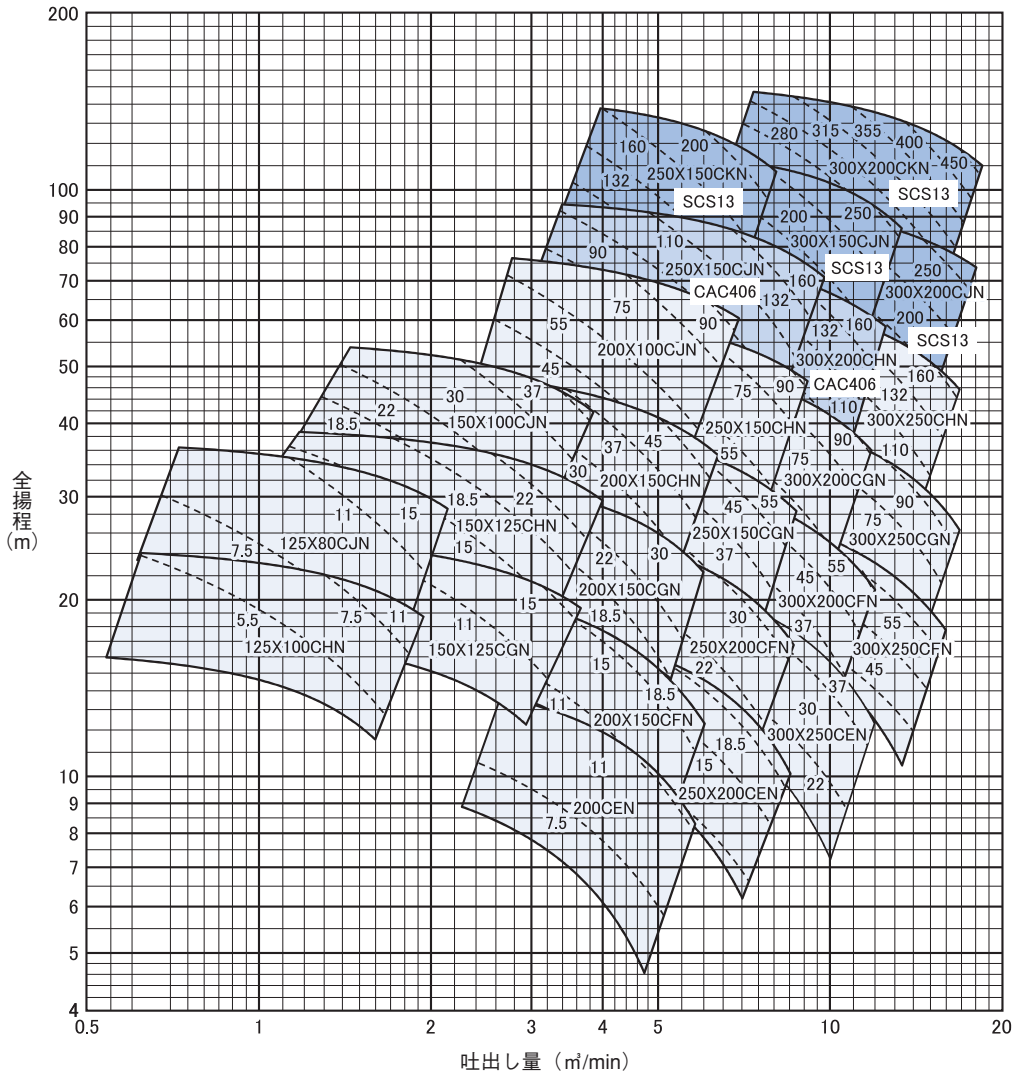 200
100
90
80
70
60
50
40
30
20
10
9
8
7
6
5
4
全揚程
（m）
0.5
1
2
3
4
5
10
20
吐出し量（㎥/min）
280
315
355
400
450
300X200CKN
SCS13
160
200
132
250X150CKN
SCS13
200
250
300X150CJN
SCS13
250
300X200CJN
200
SCS13
90
110
250X150CJN
160
CAC406
132
132
160
300X200CHN
CAC406
110
160
132
300X250CHN
110
55
75
90
200X100CJN
45
75
90
250X150CHN
55
90
75
300X200CGN
55
90
75
300X250CGN
18.5
22
30
37
150X100CJN
37
45
30
200X150CHN
45
250X150CGN
37
55
45
300X200CFN
37
55
300X250CFN
45
11
15
125X80CJN
7.5
18.5
22
150X125CHN
15
22
30
200X150CGN
18.5
30
250X200CFN
22
37
30
300X250CEN
22
5.5
7.5
11
125X100CHN
15
11
150X125CGN
15
18.5
11
200X150CFN
18.5
15
250X200CEN
11
200CEN
7.5